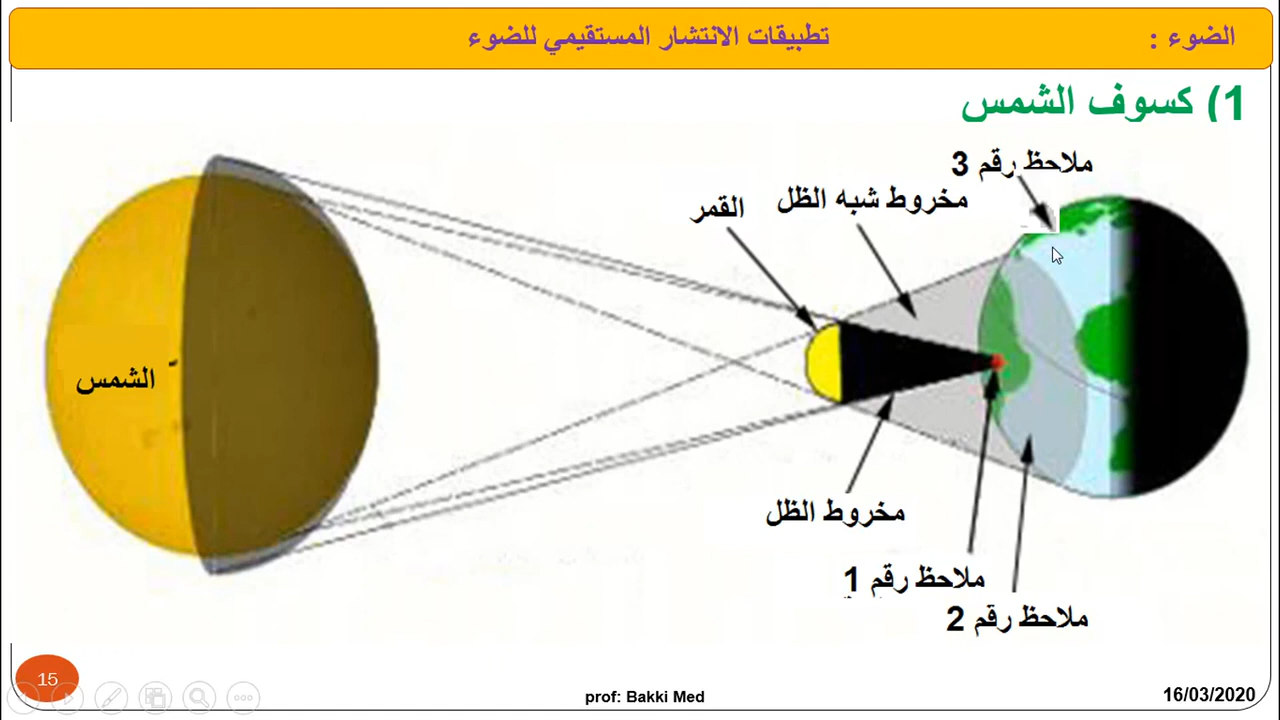 الضوء : تطبيقات الانتشار المستقيمي للضوء
1) كسوف الشمس
ملاحظ رقم 3
مخروط شبه الظل
القمر
الشمس
مخروط الظل
ملاحظ رقم 1
ملاحظ رقم 2
15
prof: Bakki Med
16/03/2020